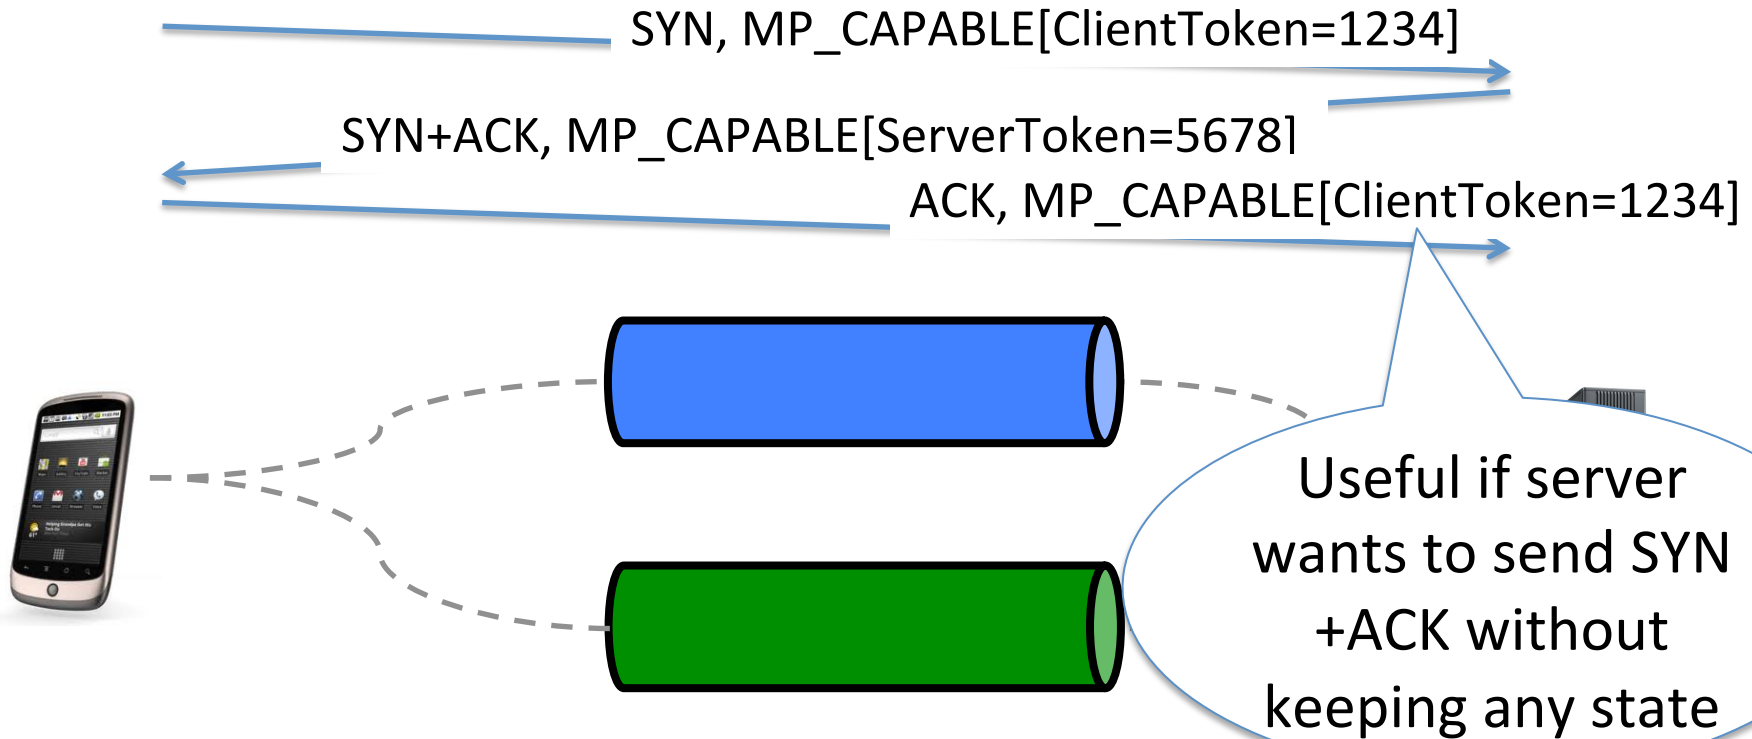 SYN, MP_CAPABLE[ClientToken=1234]
SYN+ACK, MP_CAPABLE[ServerToken=5678]
ACK, MP_CAPABLE[ClientToken=1234]
Useful if server
wants to send SYN
+ACK without
keeping any state